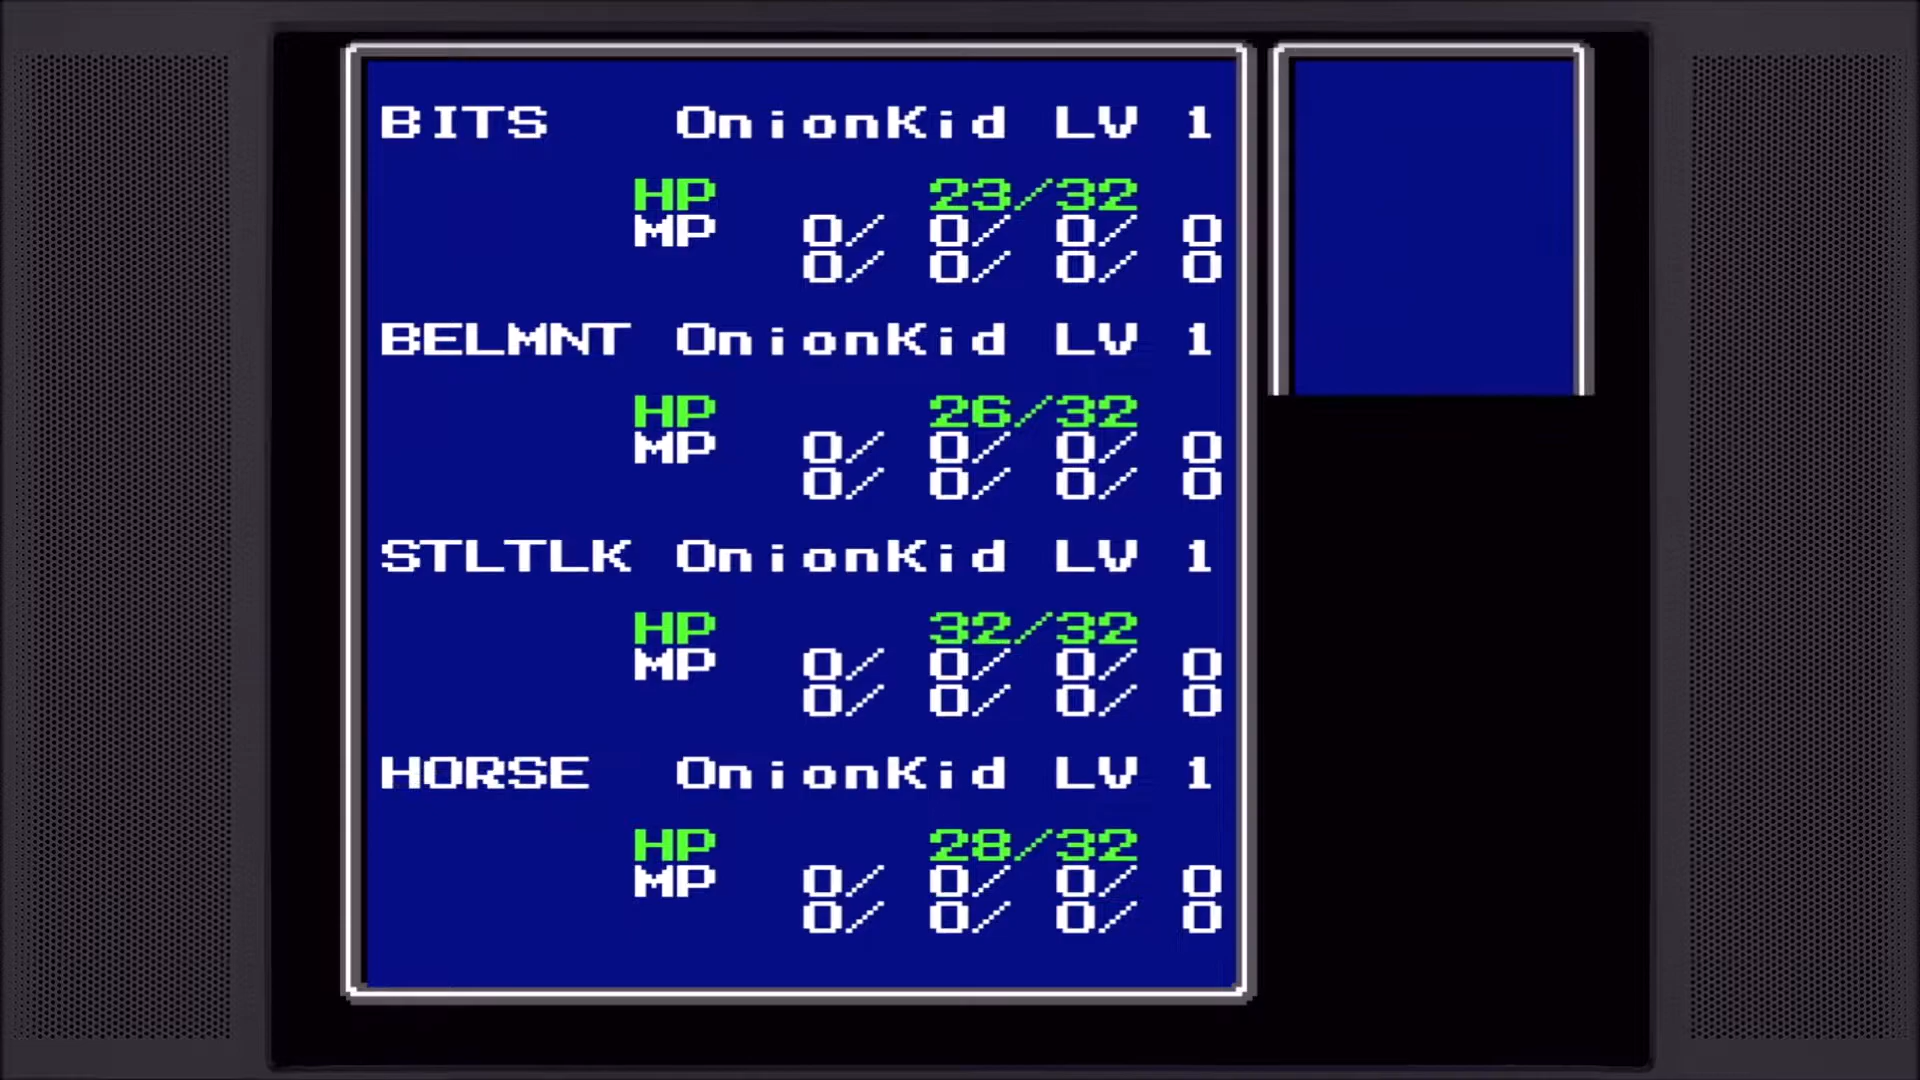 BITS OnionKid LV 1
HP 23/32
MP 0/ 0/ 0/ 0
0/ 0/ 0/ 0
BELMNT OnionKid LV 1
HP 26/32
MP 0/ 0/ 0/ 0
0/ 0/ 0/ 0
STLTLK OnionKid LV 1
HP 32/32
MP 0/ 0/ 0/ 0
0/ 0/ 0/ 0
HORSE OnionKid LV 1
HP 28/32
MP 0/ 0/ 0/ 0
0/ 0/ 0/ 0